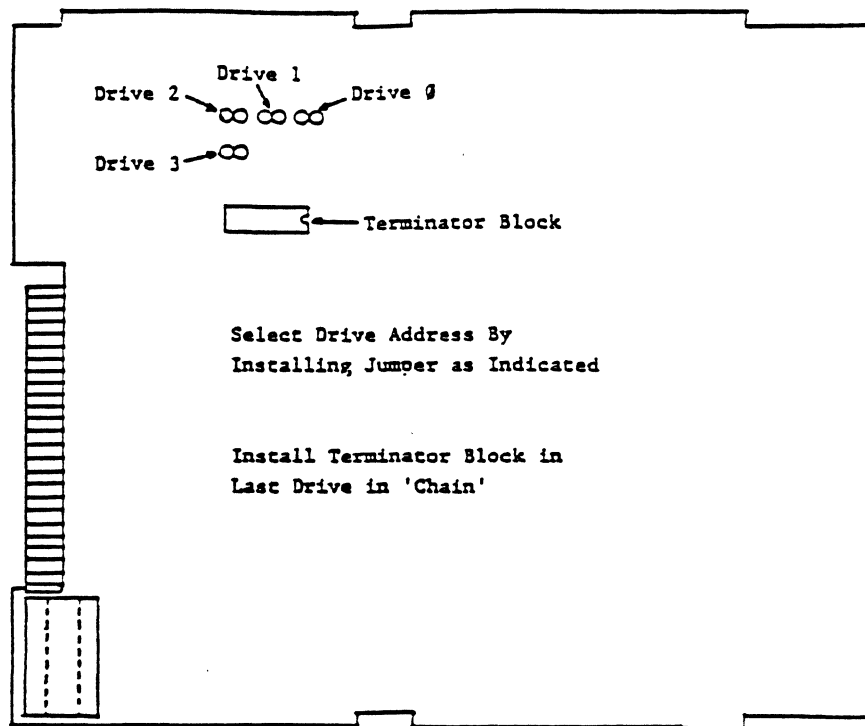 Drive 1
Drive 2
Drive 0
Drive 3
Terminator Block
Select Drive Address By
Installing Jumper as Indicated
Install Terminator Block in
Last Drive in 'Chain'